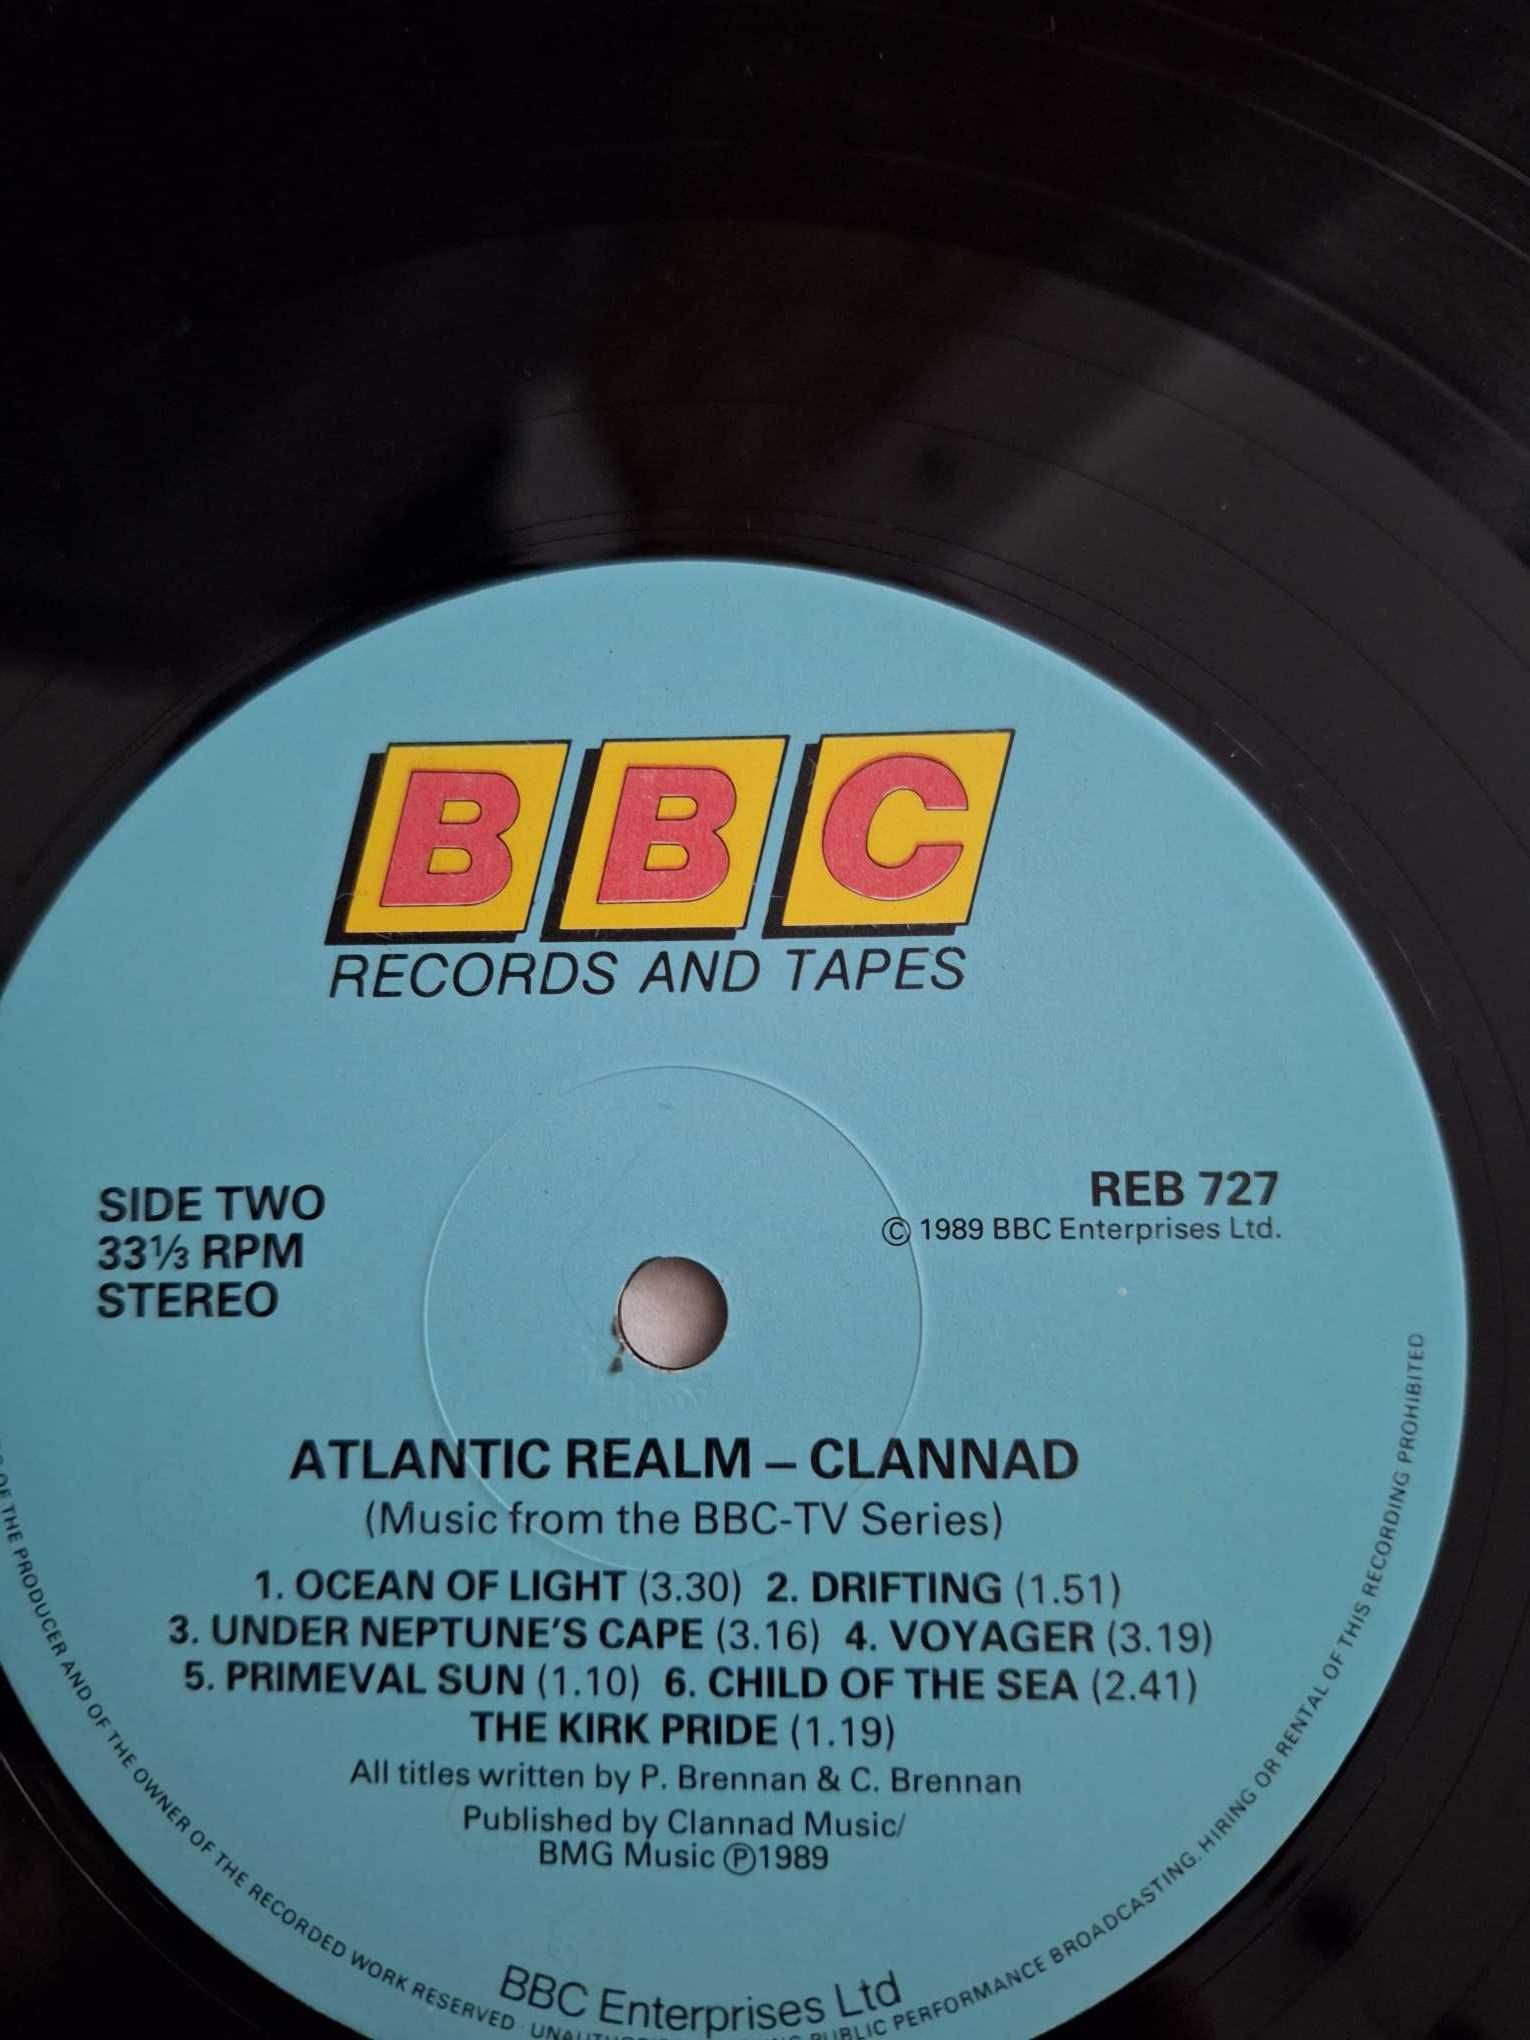 BBC
RECORDS AND TAPES
SIDE TWO
33⅓ RPM
STEREO
REB 727
© 1989 BBC Enterprises Ltd.
ATLANTIC REALM – CLANNAD
(Music from the BBC-TV Series)
1. OCEAN OF LIGHT (3.30) 2. DRIFTING (1.51)
3. UNDER NEPTUNE'S CAPE (3.16) 4. VOYAGER (3.19)
5. PRIMEVAL SUN (1.10) 6. CHILD OF THE SEA (2.41)
THE KIRK PRIDE (1.19)
All titles written by P. Brennan & C. Brennan
Published by Clannad Music/
BMG Music ℗1989
BBC Enterprises Ltd
OF THE PRODUCER AND OF THE OWNER OF THE RECORDED WORK RESERVED · PUBLIC PERFORMANCE BROADCASTING. HIRING OR RENTAL OF THIS RECORDING PROHIBITED